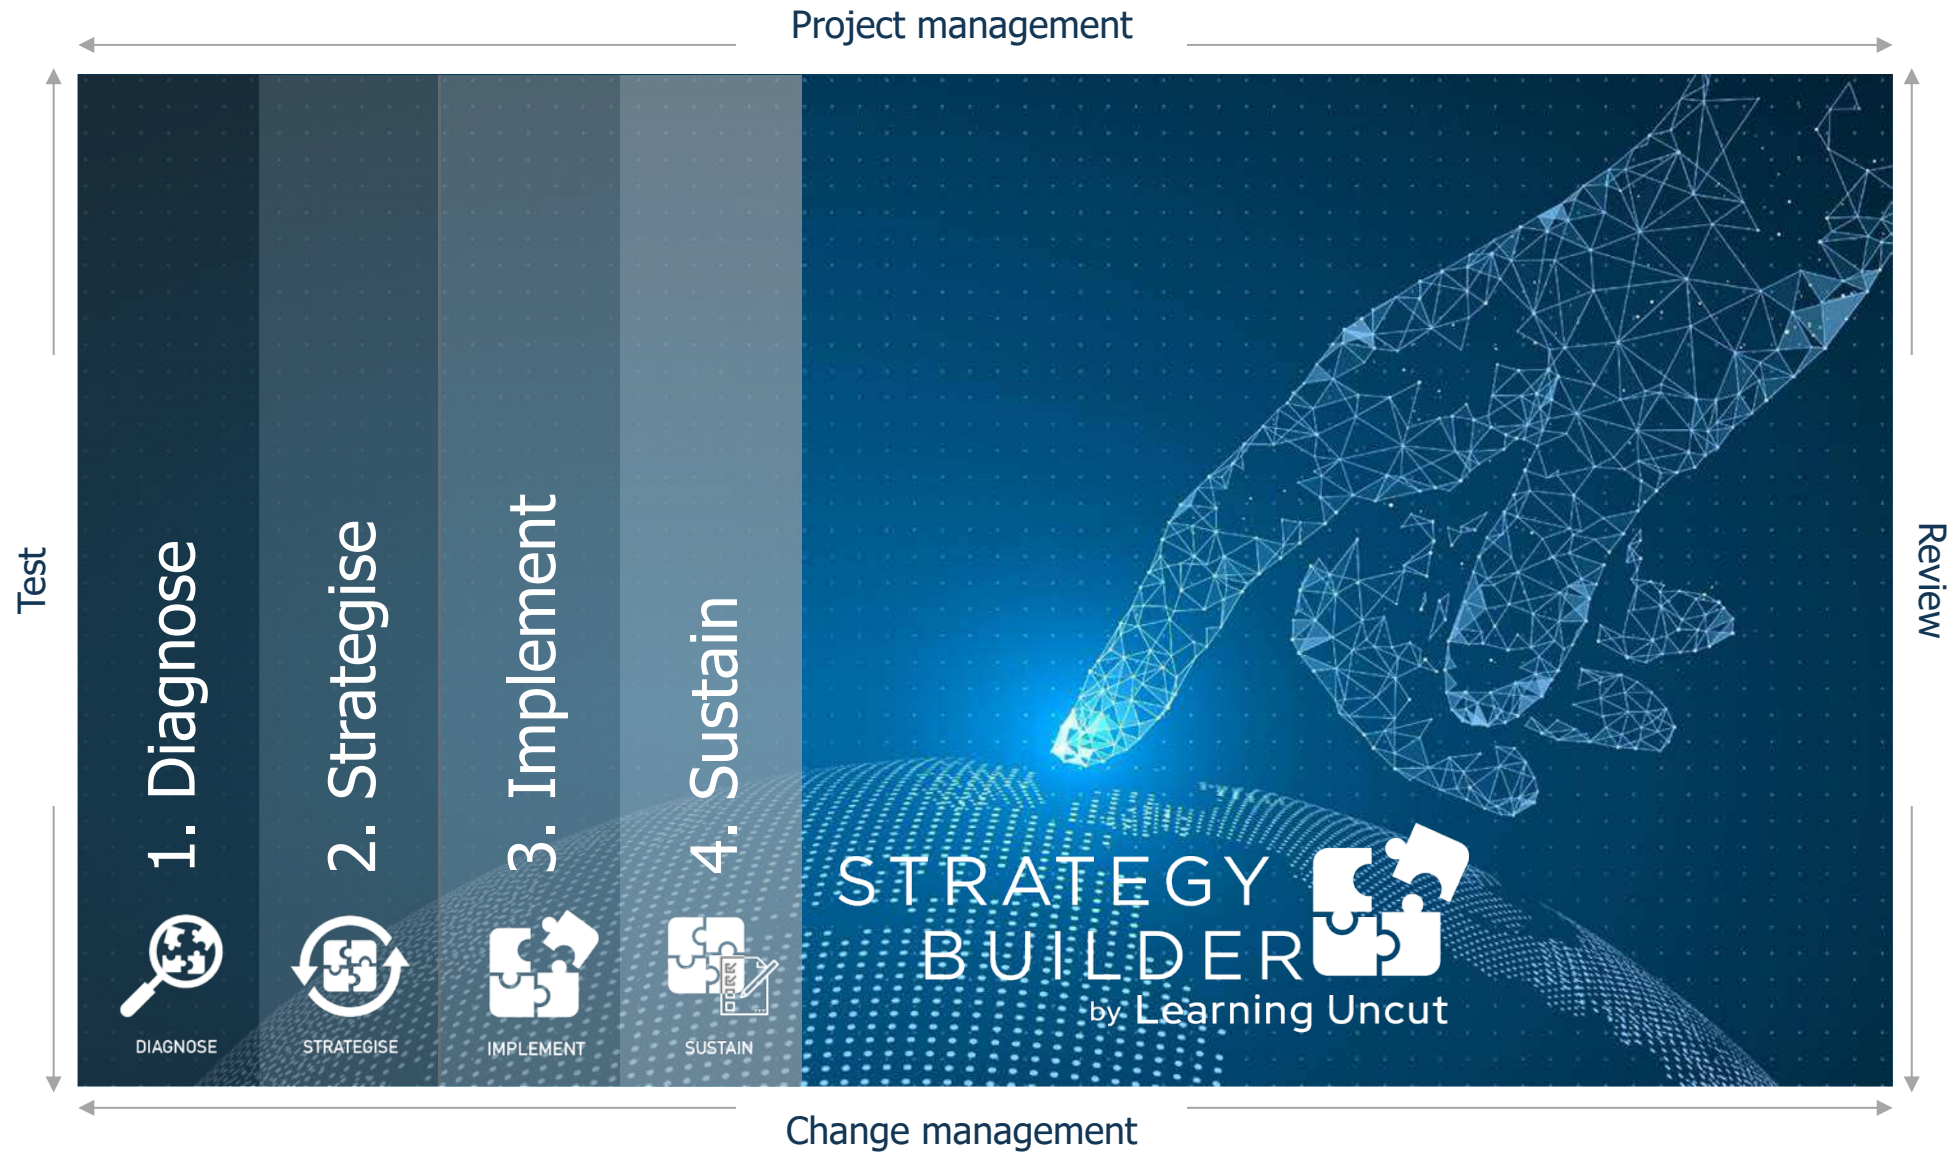 Project management
Test
1. Diagnose
2. Strategise
3. Implement
4. Sustain
DIAGNOSE
STRATEGISE
IMPLEMENT
SUSTAIN
STRATEGY
BUILDER
by Learning Uncut
Review
Change management